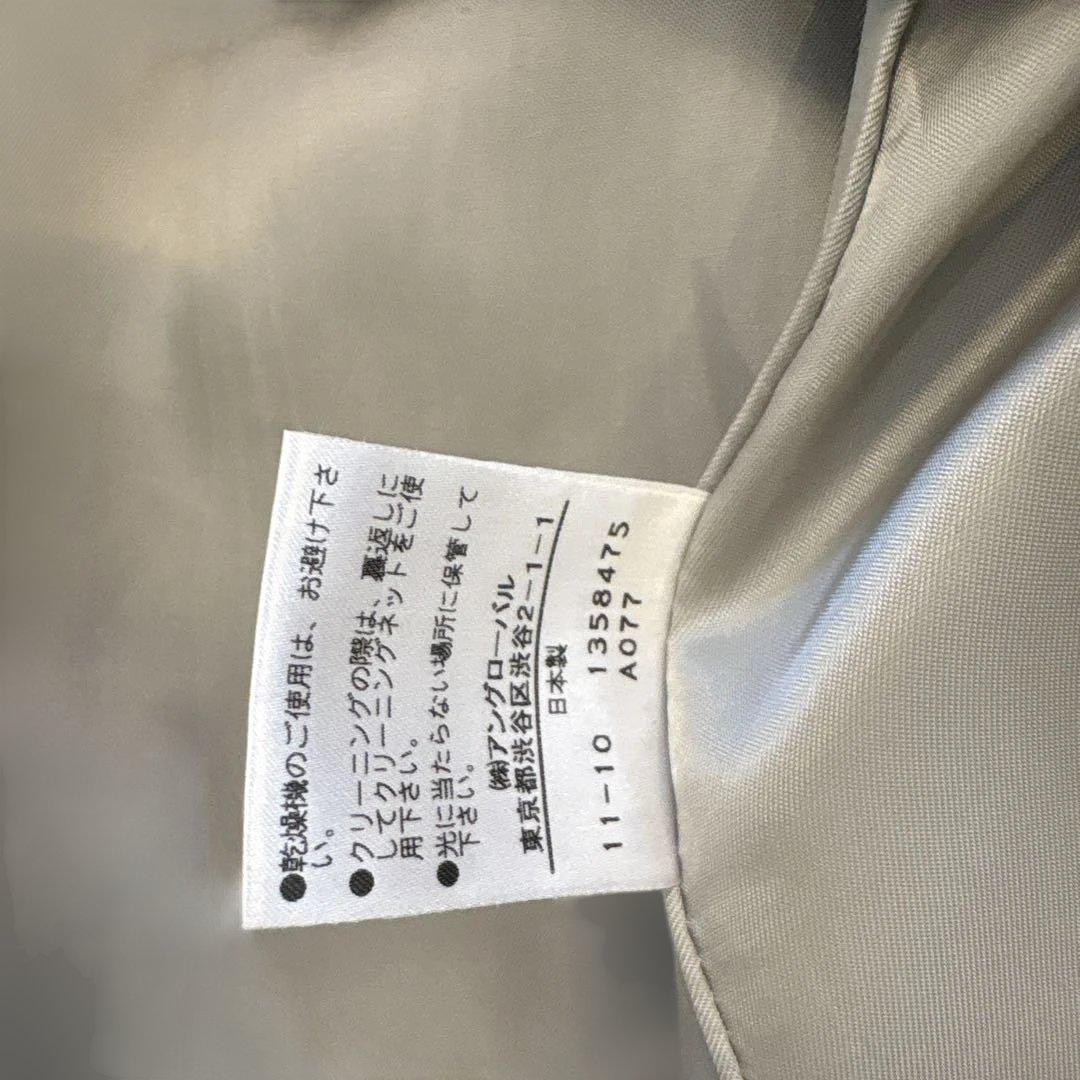 ●乾燥機のご使用は、お避け下さ
い。
●クリーニングの際は、裏返しに
してクリーニングネットをご使
用下さい。
●光に当たらない場所に保管して
下さい。
㈱アングローバル
東京都渋谷区渋谷2-1-1
日本製
11-10 1358475
A077